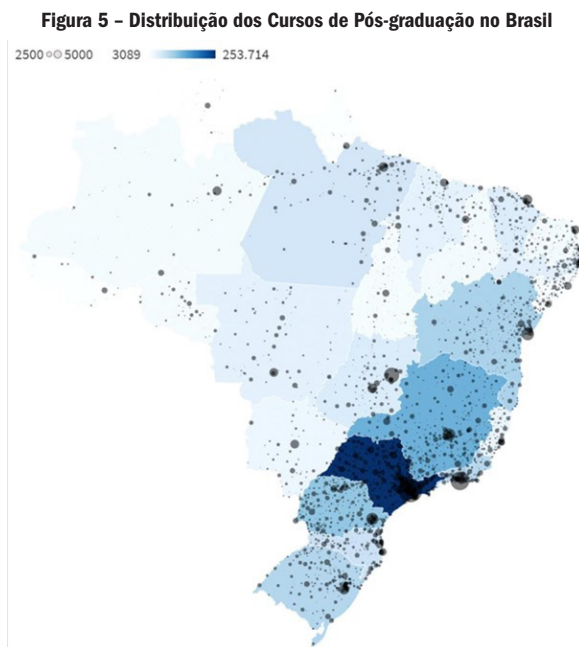 Figura 5 – Distribuição dos Cursos de Pós-graduação no Brasil
2500 5000 3089 253.714